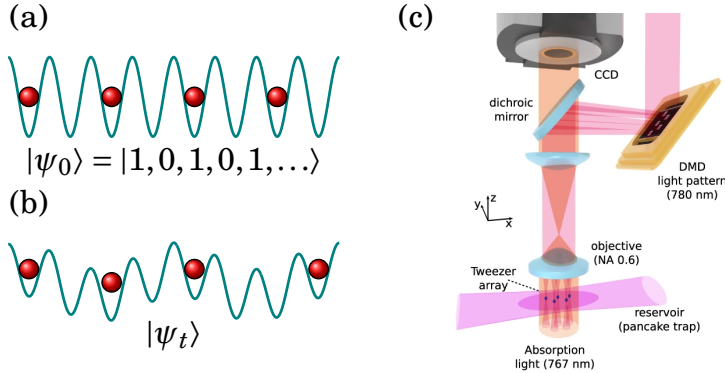 (a)
|ψ₀⟩ = |1, 0, 1, 0, 1, …⟩
(b)
|ψₜ⟩
(c)
CCD
dichroic
mirror
DMD
light pattern
(780 nm)
z
y
x
objective
(NA 0.6)
Tweezer
array
reservoir
(pancake trap)
Absorption
light (767 nm)